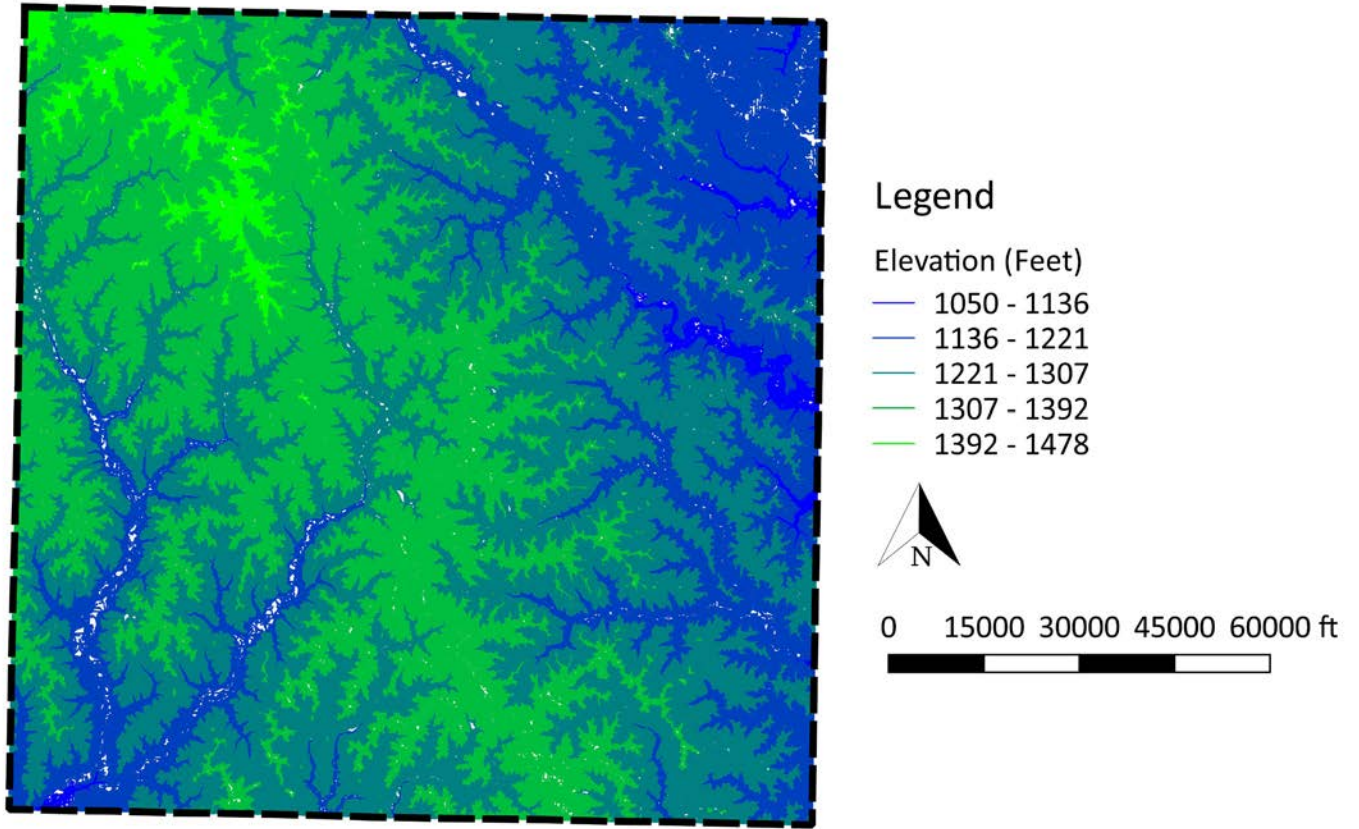 Legend
Elevation (Feet)
1050 - 1136
1136 - 1221
1221 - 1307
1307 - 1392
1392 - 1478
N
0 15000 30000 45000 60000 ft